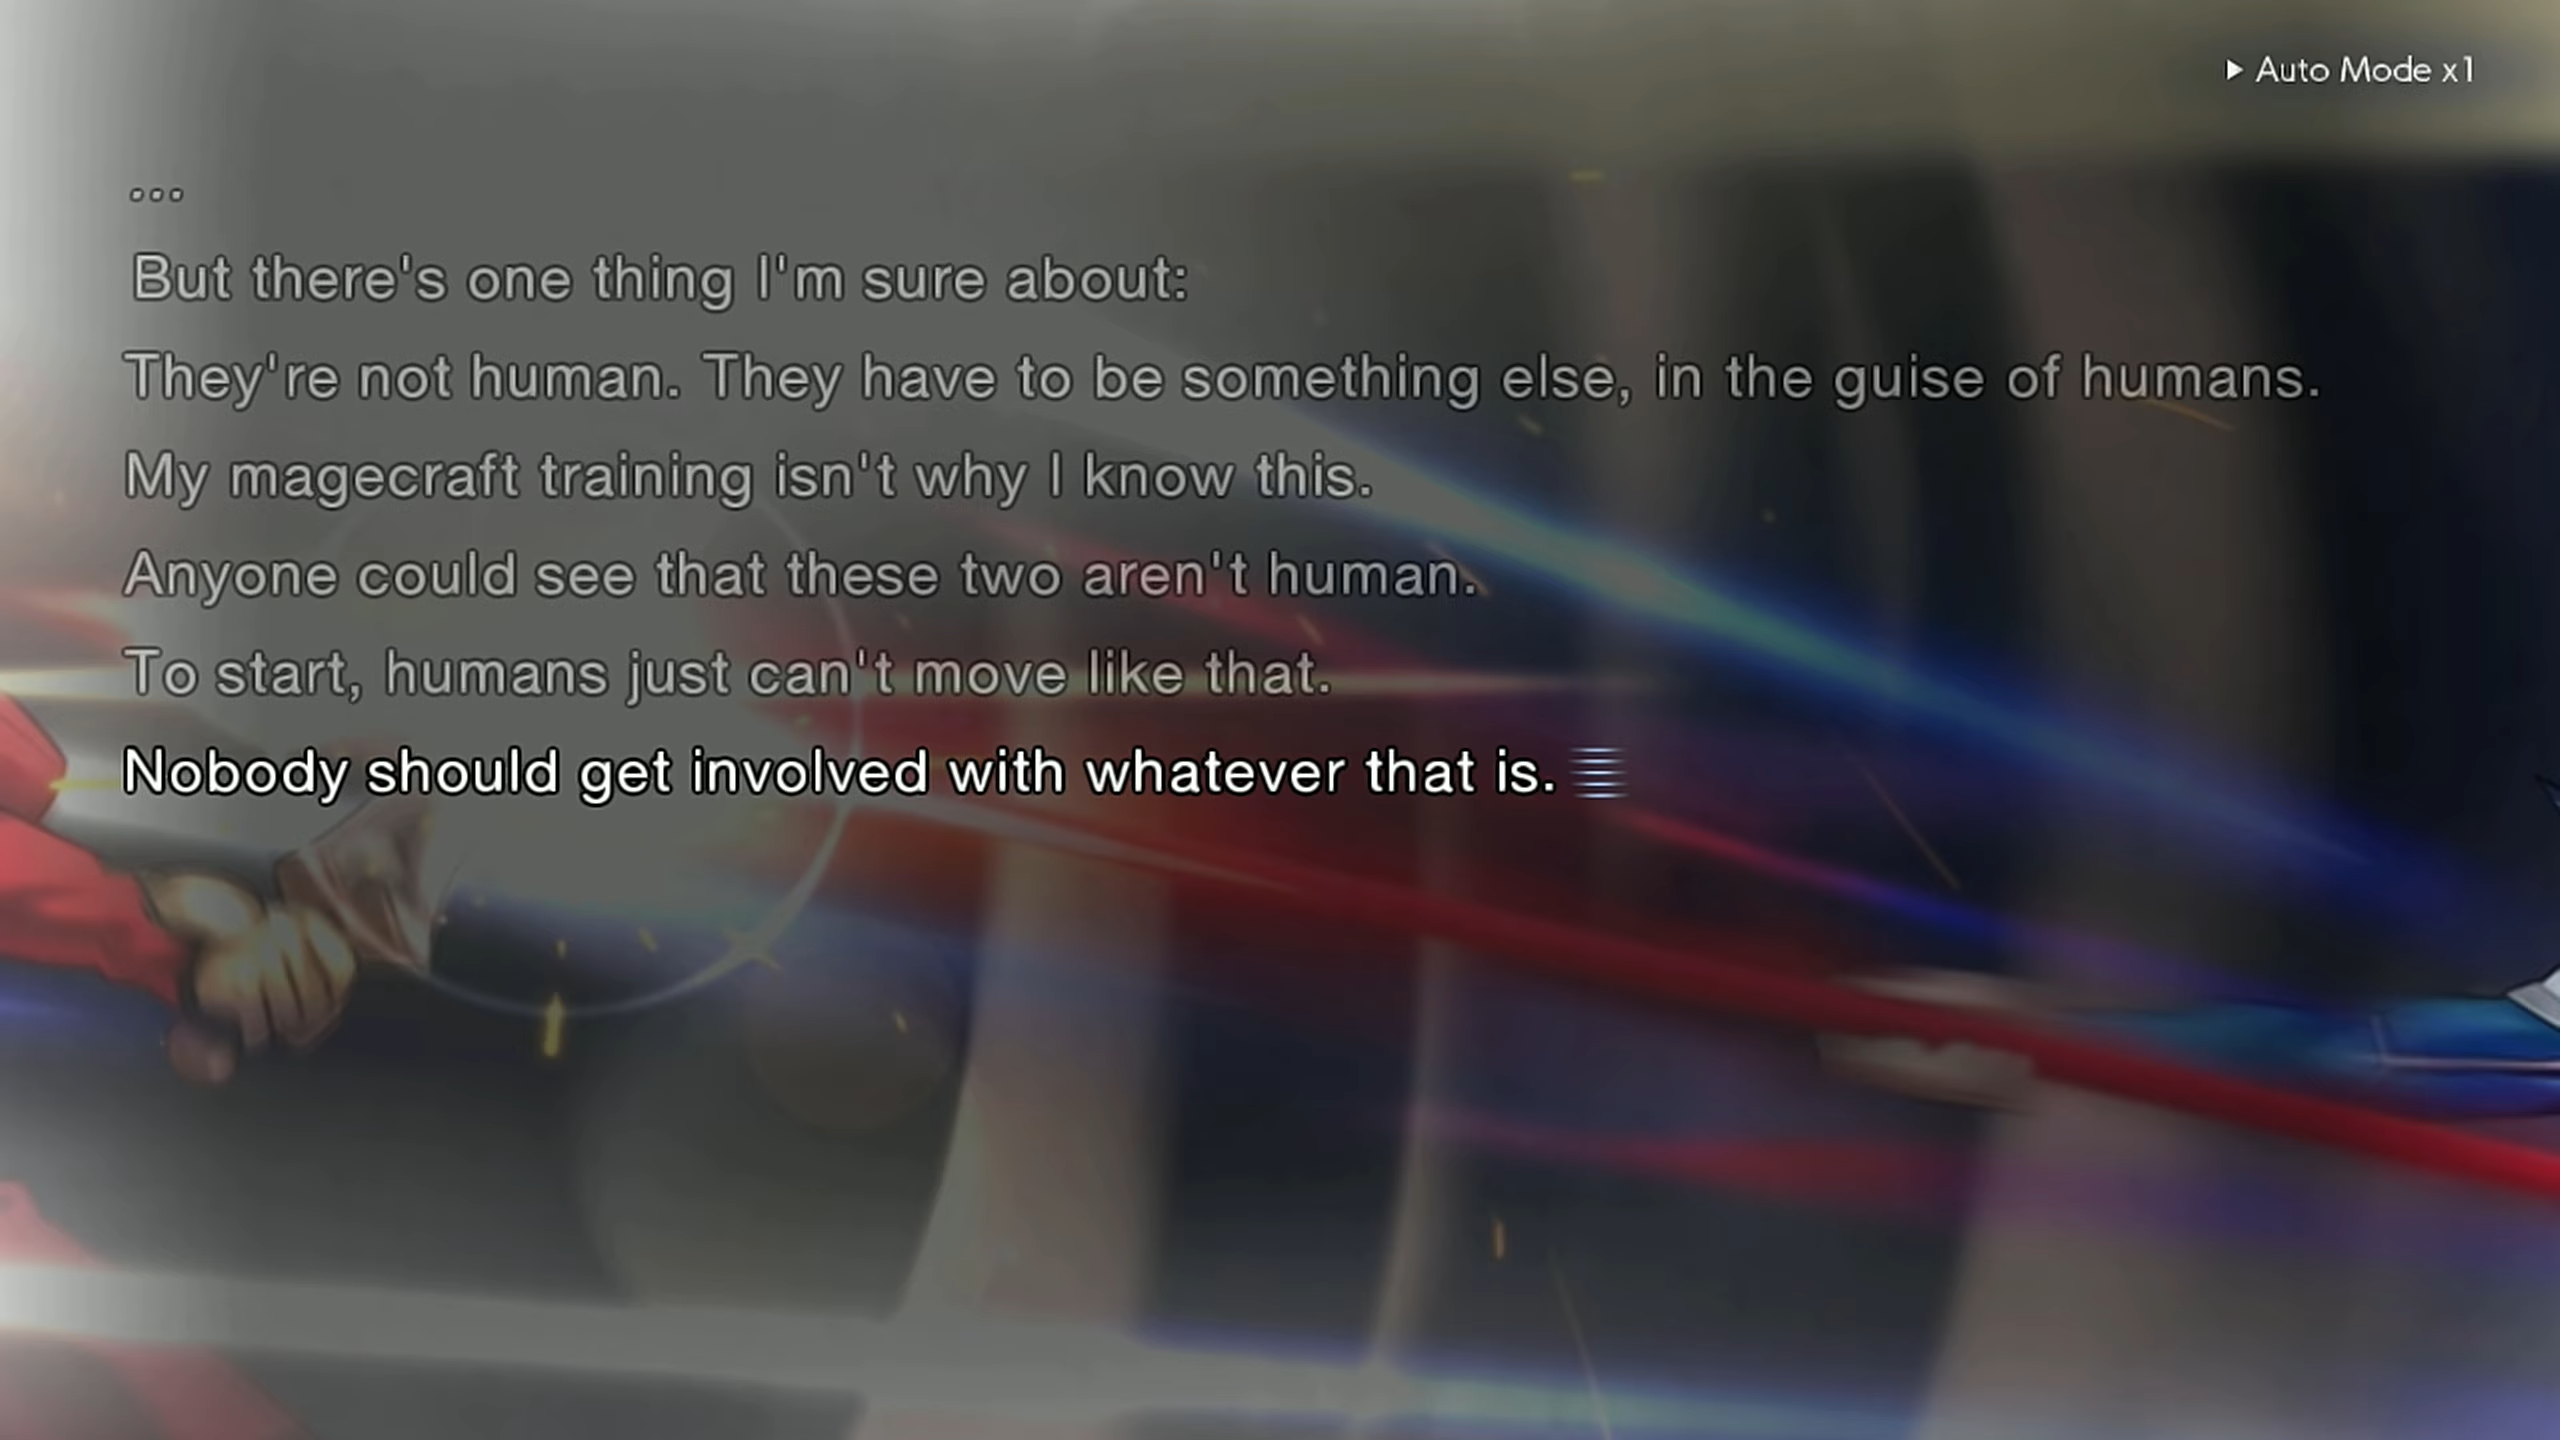 ▶ Auto Mode x1
...
But there's one thing I'm sure about:
They're not human. They have to be something else, in the guise of humans.
My magecraft training isn't why I know this.
Anyone could see that these two aren't human.
To start, humans just can't move like that.
Nobody should get involved with whatever that is.